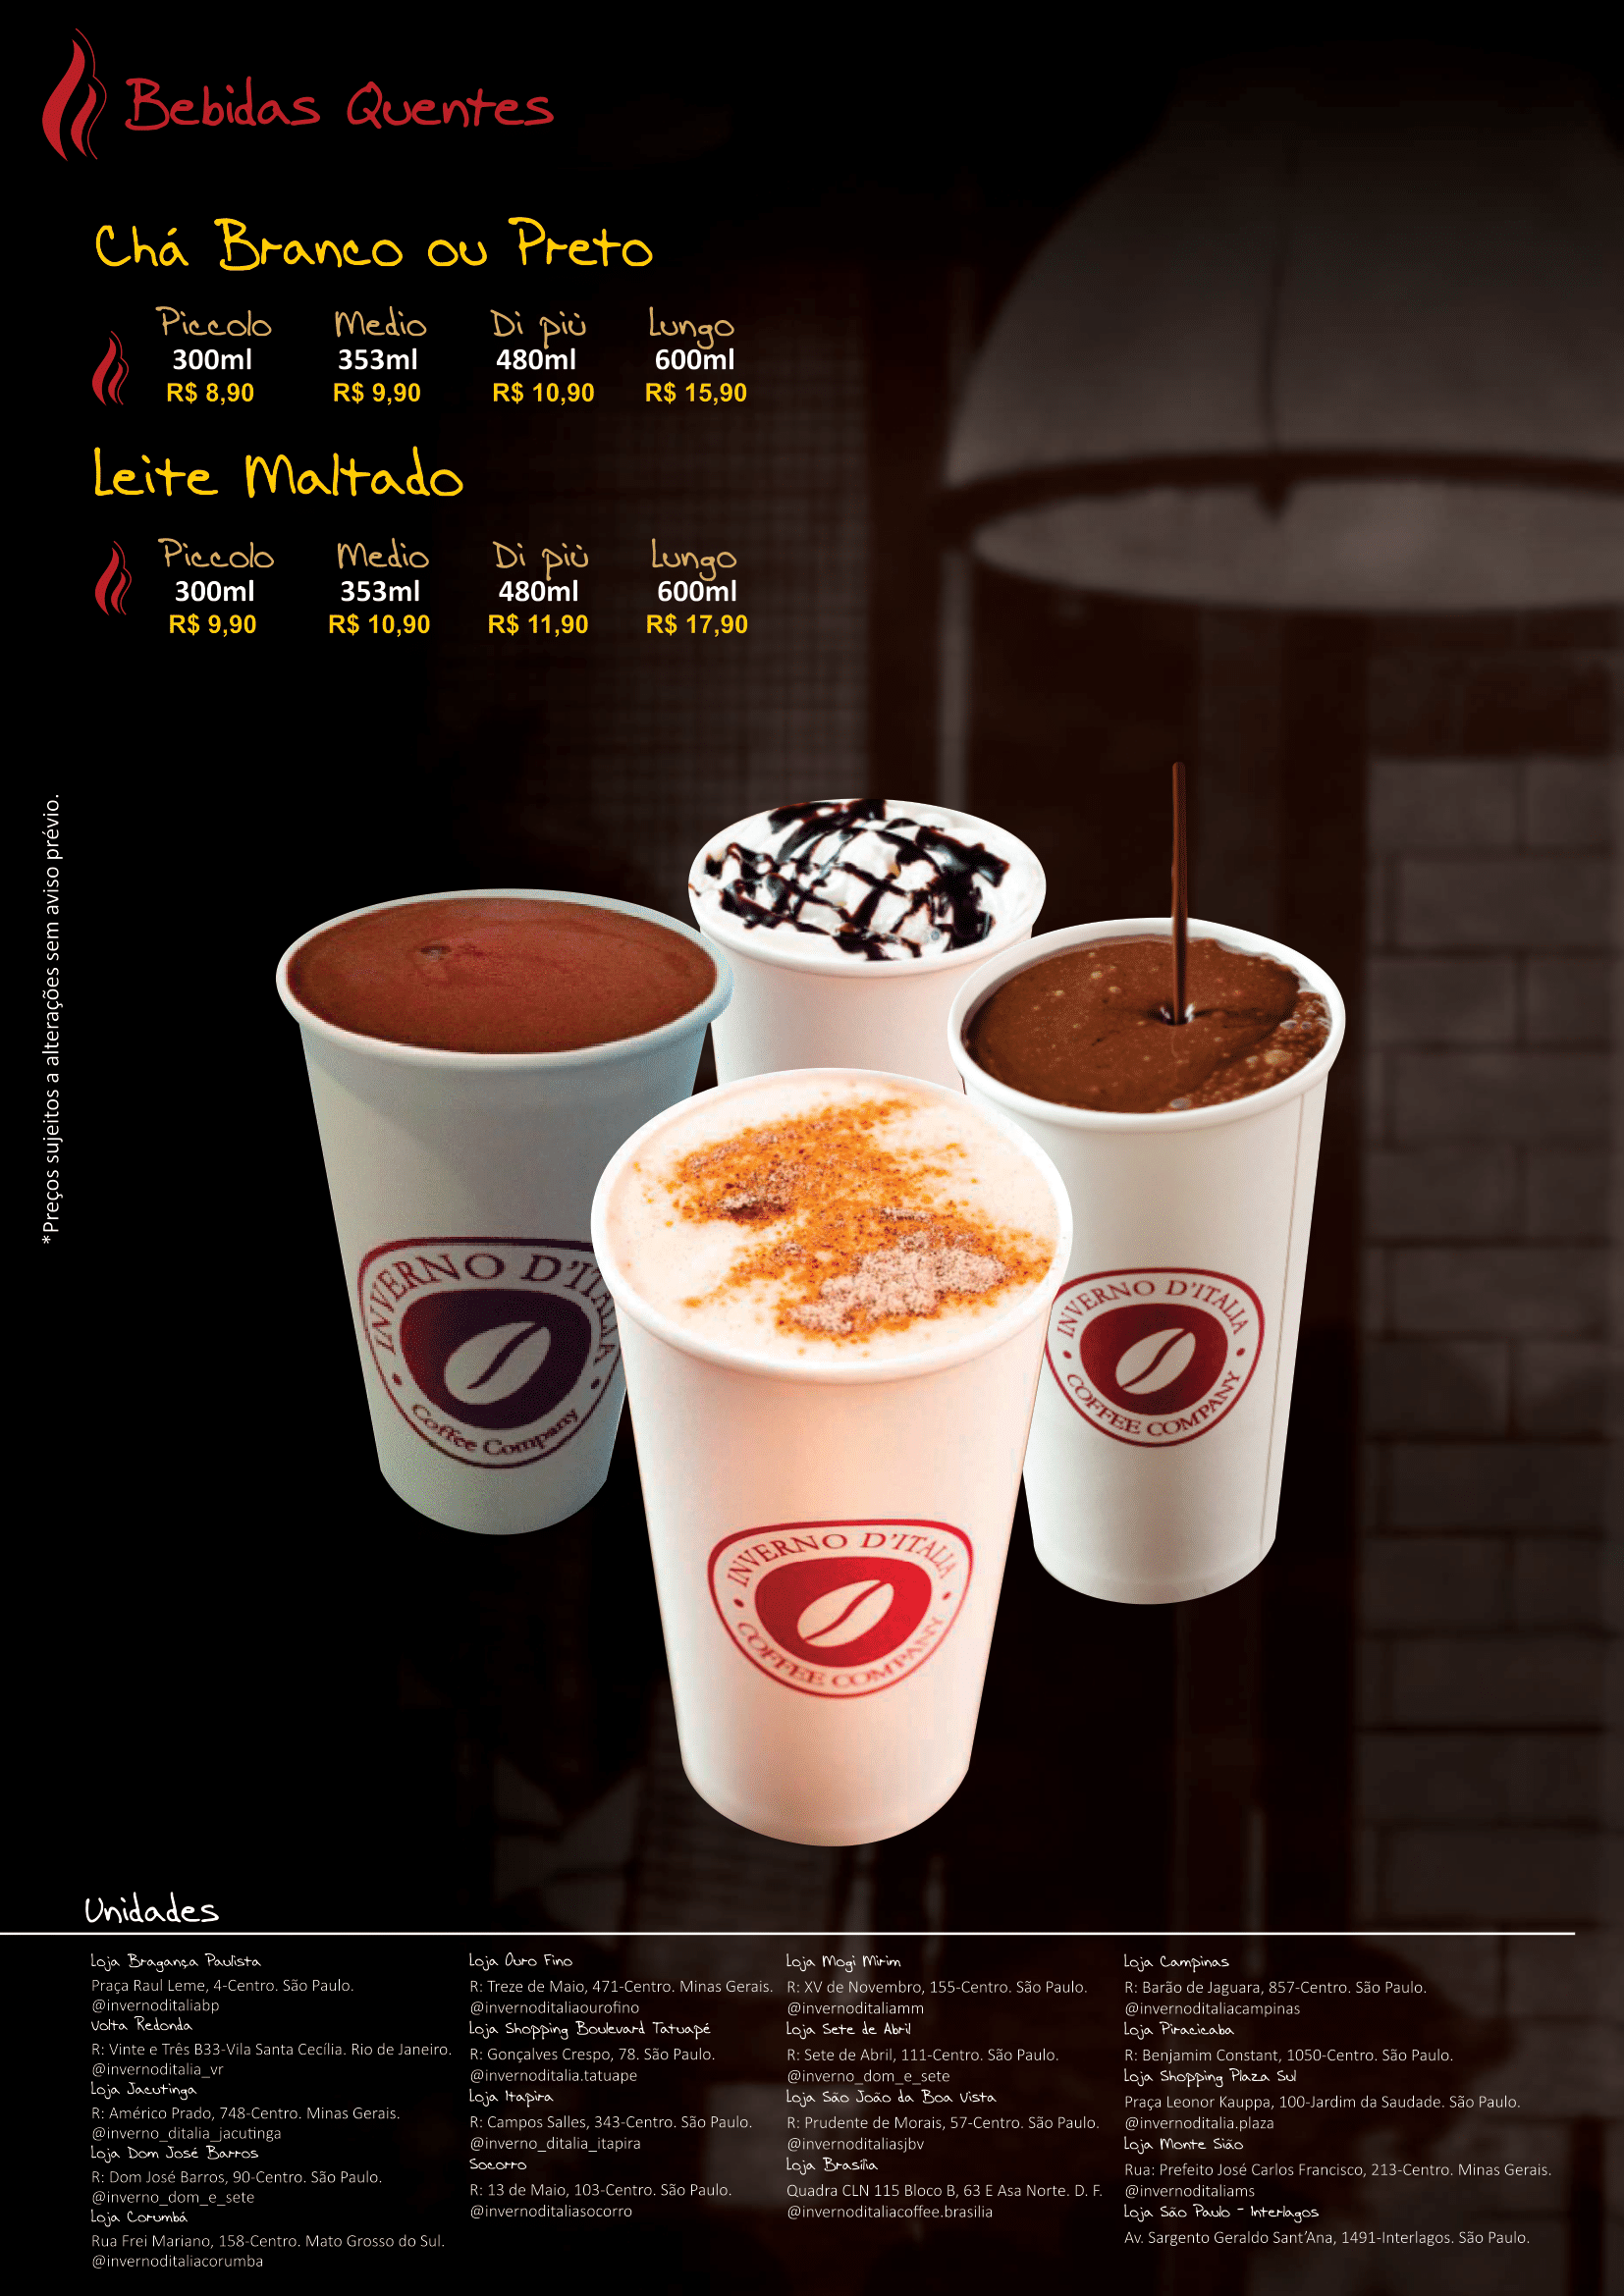 Bebidas Quentes
Chá Branco ou Preto
Piccolo Medio Di più Lungo
300ml 353ml 480ml 600ml
R$ 8,90 R$ 9,90 R$ 10,90 R$ 15,90
Leite Maltado
Piccolo Medio Di più Lungo
300ml 353ml 480ml 600ml
R$ 9,90 R$ 10,90 R$ 11,90 R$ 17,90
*Preços sujeitos a alterações sem aviso prévio.
INVERNO D'ITALIA
Coffee Company
INVERNO D'ITALIA
COFFEE COMPANY
INVERNO D'ITALIA
COFFEE COMPANY
Unidades
Loja Bragança Paulista
Praça Raul Leme, 4-Centro. São Paulo.
@invernoditaliabp
Volta Redonda
R: Vinte e Três B33-Vila Santa Cecília. Rio de Janeiro.
@invernoditalia_vr
Loja Jacutinga
R: Américo Prado, 748-Centro. Minas Gerais.
@inverno_ditalia_jacutinga
Loja Dom José Barros
R: Dom José Barros, 90-Centro. São Paulo.
@inverno_dom_e_sete
Loja Corumbá
Rua Frei Mariano, 158-Centro. Mato Grosso do Sul.
@invernoditaliacorumba
Loja Ouro Fino
R: Treze de Maio, 471-Centro. Minas Gerais.
@invernoditaliaourofino
Loja Shopping Boulevard Tatuapé
R: Gonçalves Crespo, 78. São Paulo.
@invernoditalia.tatuape
Loja Itapira
R: Campos Salles, 343-Centro. São Paulo.
@inverno_ditalia_itapira
Socorro
R: 13 de Maio, 103-Centro. São Paulo.
@invernoditaliasocorro
Loja Mogi Mirim
R: XV de Novembro, 155-Centro. São Paulo.
@invernoditaliamm
Loja Sete de Abril
R: Sete de Abril, 111-Centro. São Paulo.
@inverno_dom_e_sete
Loja São João da Boa Vista
R: Prudente de Morais, 57-Centro. São Paulo.
@invernoditaliasjbv
Loja Brasília
Quadra CLN 115 Bloco B, 63 E Asa Norte. D. F.
@invernoditaliacoffee.brasilia
Loja Campinas
R: Barão de Jaguara, 857-Centro. São Paulo.
@invernoditaliacampinas
Loja Piracicaba
R: Benjamim Constant, 1050-Centro. São Paulo.
Loja Shopping Plaza Sul
Praça Leonor Kauppa, 100-Jardim da Saudade. São Paulo.
@invernoditalia.plaza
Loja Monte Sião
Rua: Prefeito José Carlos Francisco, 213-Centro. Minas Gerais.
@invernoditaliams
Loja São Paulo - Interlagos
Av. Sargento Geraldo Sant'Ana, 1491-Interlagos. São Paulo.